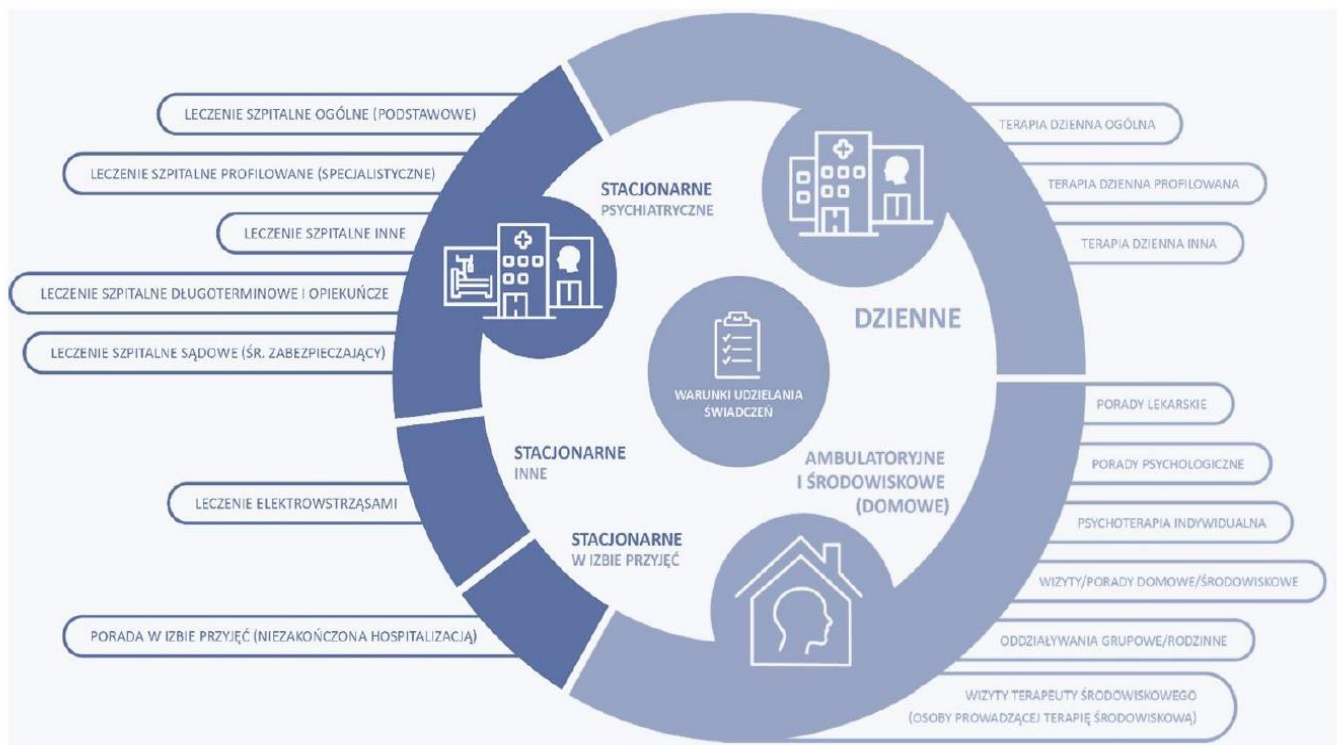 LECZENIE SZPITALNE OGÓLNE (PODSTAWOWE)
LECZENIE SZPITALNE PROFILOWANE (SPECJALISTYCZNE)
LECZENIE SZPITALNE INNE
LECZENIE SZPITALNE DŁUGOTERMINOWE I OPIEKUŃCZE
LECZENIE SZPITALNE SĄDOWE (ŚR. ZABEZPIECZAJĄCY)
LECZENIE ELEKTROWSTRZĄSAMI
PORADA W IZBIE PRZYJĘĆ (NIEZAKOŃCZONA HOSPITALIZACJĄ)
STACJONARNE
PSYCHIATRYCZNE
STACJONARNE
INNE
STACJONARNE
W IZBIE PRZYJĘĆ
WARUNKI UDZIELANIA
ŚWIADCZEŃ
DZIENNE
AMBULATORYJNE
I ŚRODOWISKOWE
(DOMOWE)
TERAPIA DZIENNA OGÓLNA
TERAPIA DZIENNA PROFILOWANA
TERAPIA DZIENNA INNA
PORADY LEKARSKIE
PORADY PSYCHOLOGICZNE
PSYCHOTERAPIA INDYWIDUALNA
WIZYTY/PORADY DOMOWE/ŚRODOWISKOWE
ODDZIAŁYWANIA GRUPOWE/RODZINNE
WIZYTY TERAPEUTY ŚRODOWISKOWEGO
(OSOBY PROWADZĄCEJ TERAPIĘ ŚRODOWISKOWĄ)